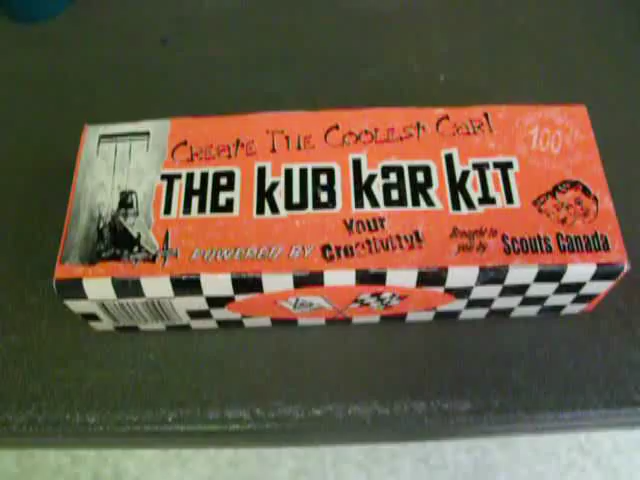 Create The Coolest Car!
100
THE KUB KAR KIT
POWERED BY Your Creativity!
Brought to you by Scouts Canada